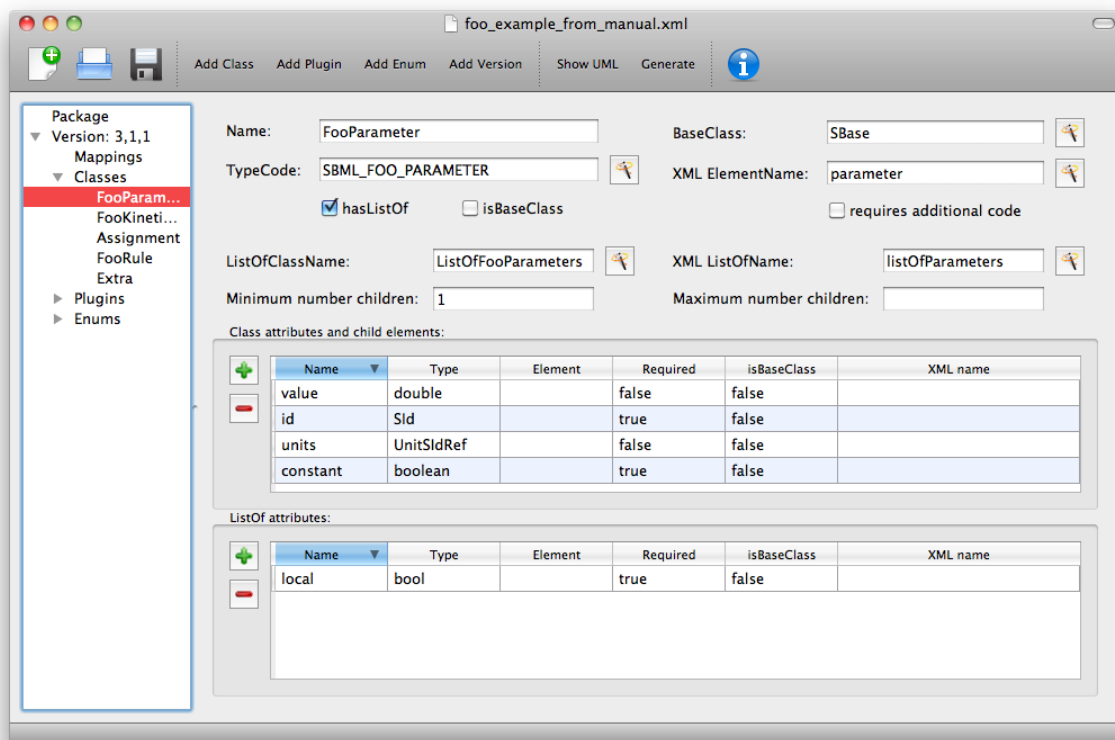 foo_example_from_manual.xml
Add Class Add Plugin Add Enum Add Version Show UML Generate
Package
Version: 3,1,1
Mappings
Classes
FooParam...
FooKineti...
Assignment
FooRule
Extra
Plugins
Enums
Name: FooParameter BaseClass: SBase
TypeCode: SBML_FOO_PARAMETER XML ElementName: parameter
hasListOf isBaseClass requires additional code
ListOfClassName: ListOfFooParameters XML ListOfName: listOfParameters
Minimum number children: 1 Maximum number children:
Class attributes and child elements:
Name Type Element Required isBaseClass XML name
value double false false
id SId true false
units UnitSIdRef false false
constant boolean true false
ListOf attributes:
Name Type Element Required isBaseClass XML name
local bool true false